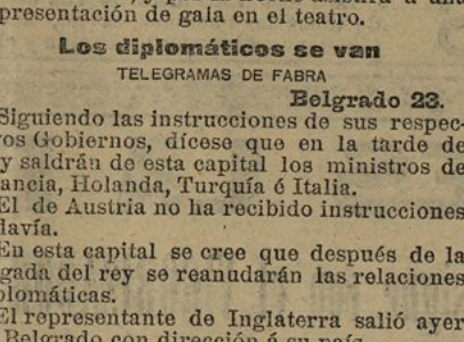 presentación de gala en el teatro.
Los diplomáticos se van
TELEGRAMAS DE FABRA
Belgrado 23.
Siguiendo las instrucciones de sus respec-
os Gobiernos, dícese que en la tarde de
y saldrán de esta capital los ministros de
ancia, Holanda, Turquía é Italia.
El de Austria no ha recibido instrucciones
davía.
En esta capital se cree que después de la
gada del rey se reanudarán las relaciones
plomáticas.
El representante de Inglaterra salió ayer
Belgrado con dirección á su país.